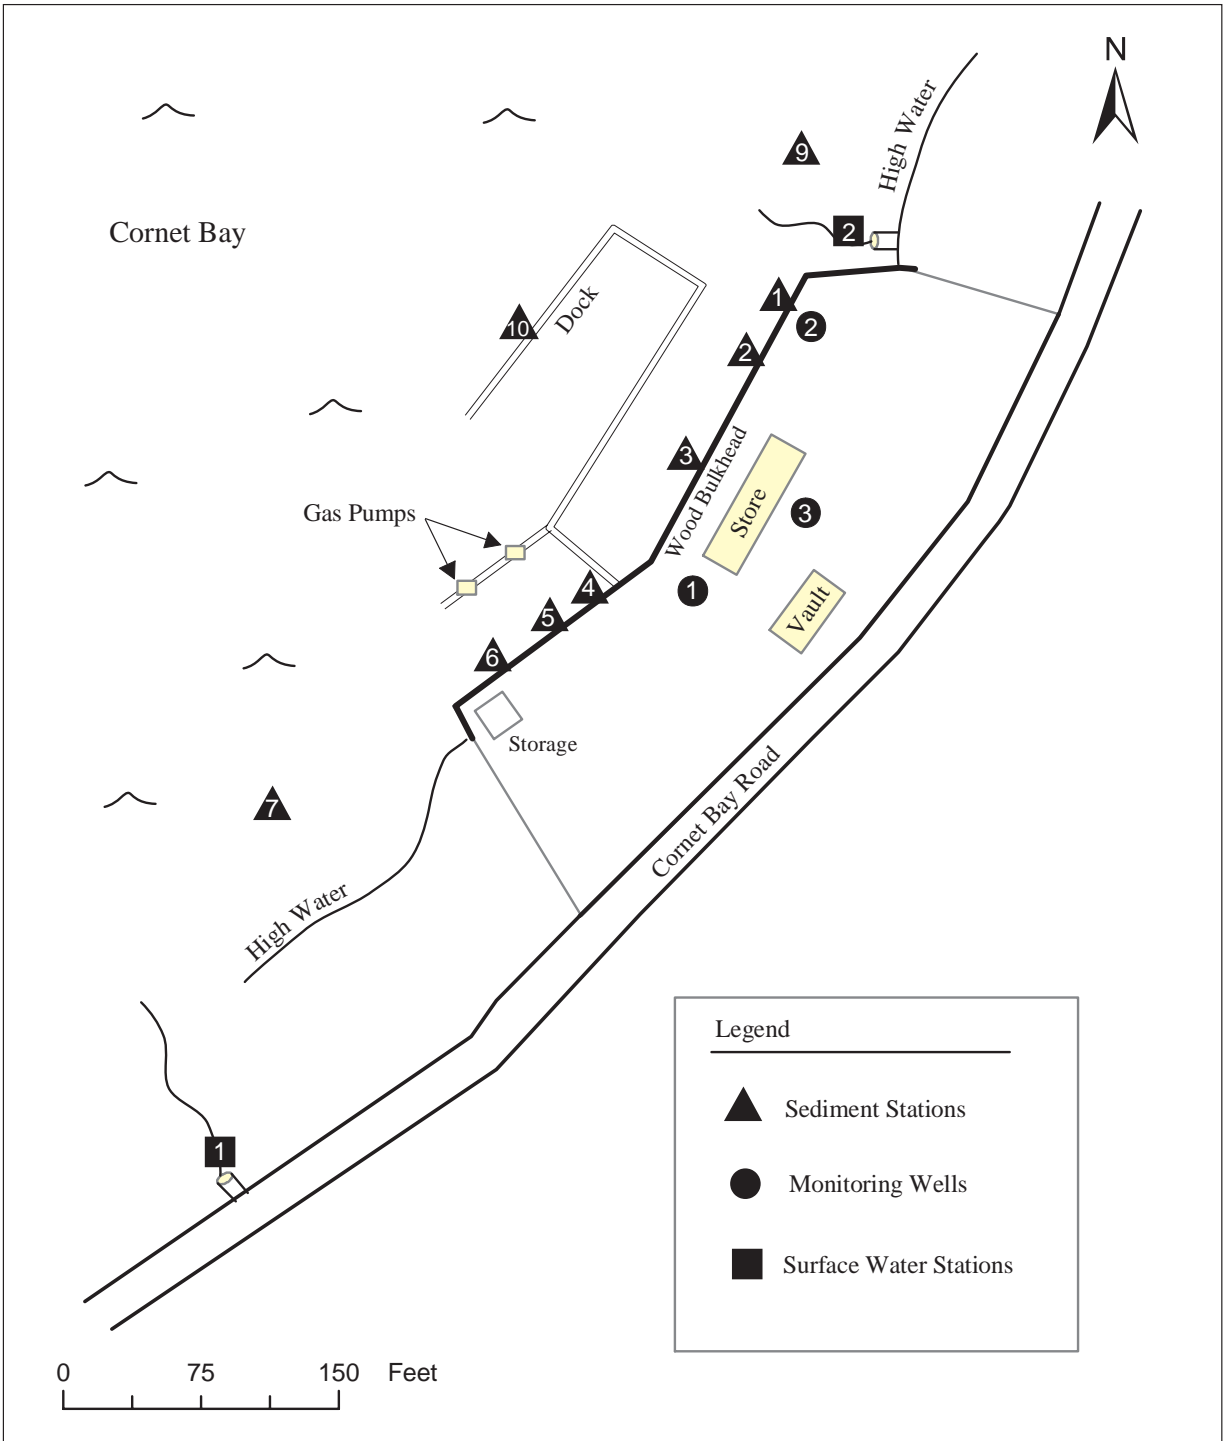 N
High Water
9
Cornet Bay
2
1
2
10
Dock
2
3
Wood Bulkhead
Store
3
Gas Pumps
4
1
Vault
5
6
Storage
7
Cornet Bay Road
High Water
Legend
Sediment Stations
1
Monitoring Wells
Surface Water Stations
0 75 150 Feet